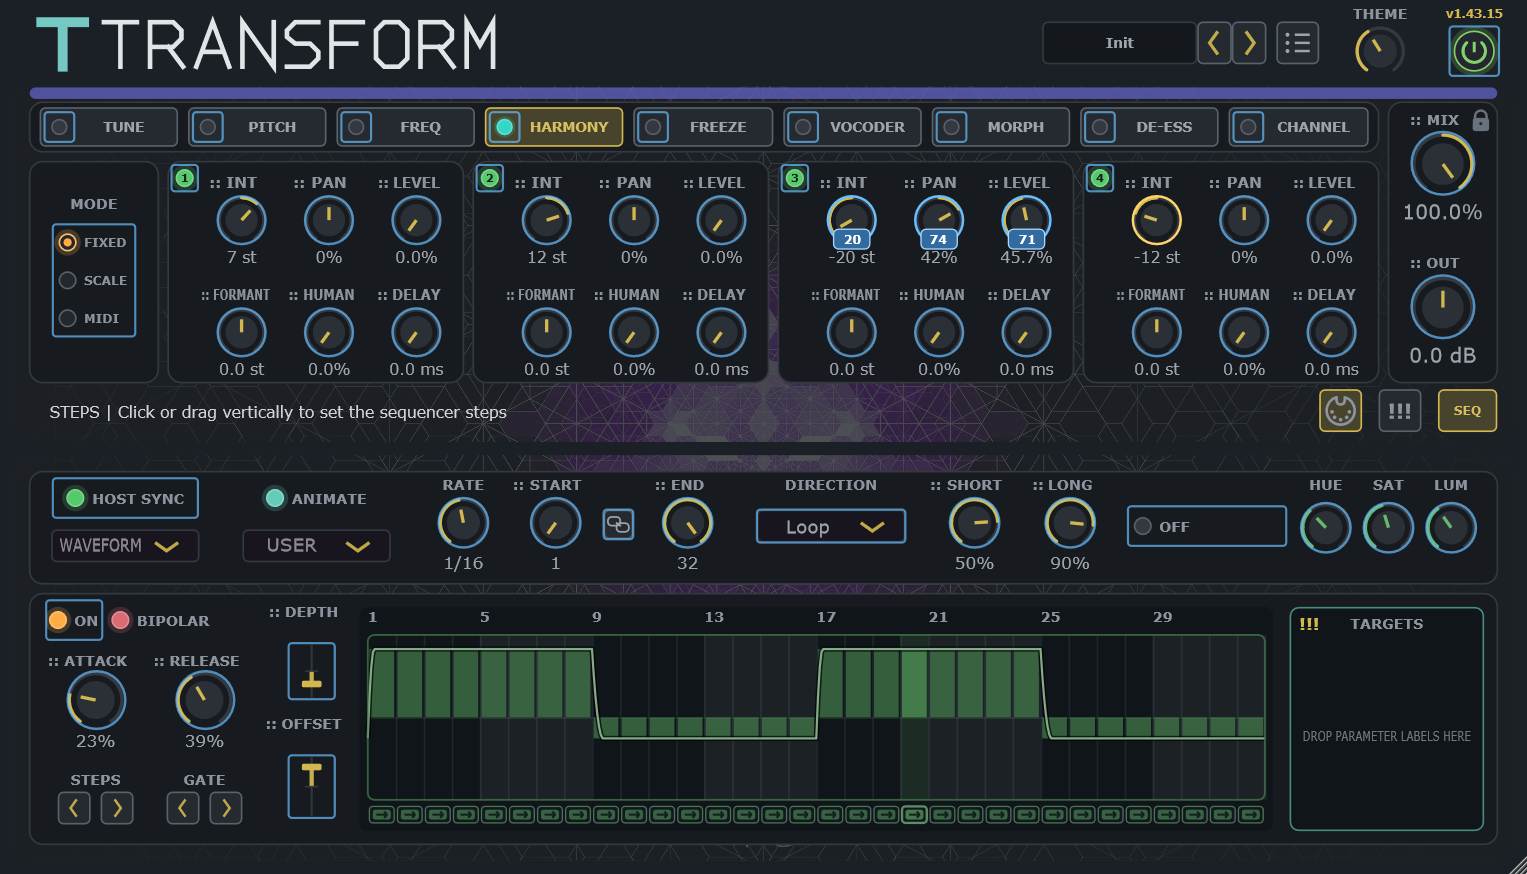 T TRANSFORM
Init
THEME
v1.43.15
TUNE PITCH FREQ HARMONY FREEZE VOCODER MORPH DE-ESS CHANNEL
:: MIX
100.0%
:: OUT
0.0 dB
MODE
FIXED
SCALE
MIDI
1 :: INT :: PAN :: LEVEL
7 st 0% 0.0%
:: FORMANT :: HUMAN :: DELAY
0.0 st 0.0% 0.0 ms
2 :: INT :: PAN :: LEVEL
12 st 0% 0.0%
:: FORMANT :: HUMAN :: DELAY
0.0 st 0.0% 0.0 ms
3 :: INT :: PAN :: LEVEL
20 74 71
-20 st 42% 45.7%
:: FORMANT :: HUMAN :: DELAY
0.0 st 0.0% 0.0 ms
4 :: INT :: PAN :: LEVEL
-12 st 0% 0.0%
:: FORMANT :: HUMAN :: DELAY
0.0 st 0.0% 0.0 ms
STEPS | Click or drag vertically to set the sequencer steps
!!! SEQ
HOST SYNC
WAVEFORM
ANIMATE
USER
RATE
1/16
:: START
1
:: END
32
DIRECTION
Loop
:: SHORT
50%
:: LONG
90%
OFF
HUE SAT LUM
ON BIPOLAR
:: ATTACK :: RELEASE
23% 39%
STEPS GATE
:: DEPTH
:: OFFSET
1 5 9 13 17 21 25 29
!!! TARGETS
DROP PARAMETER LABELS HERE